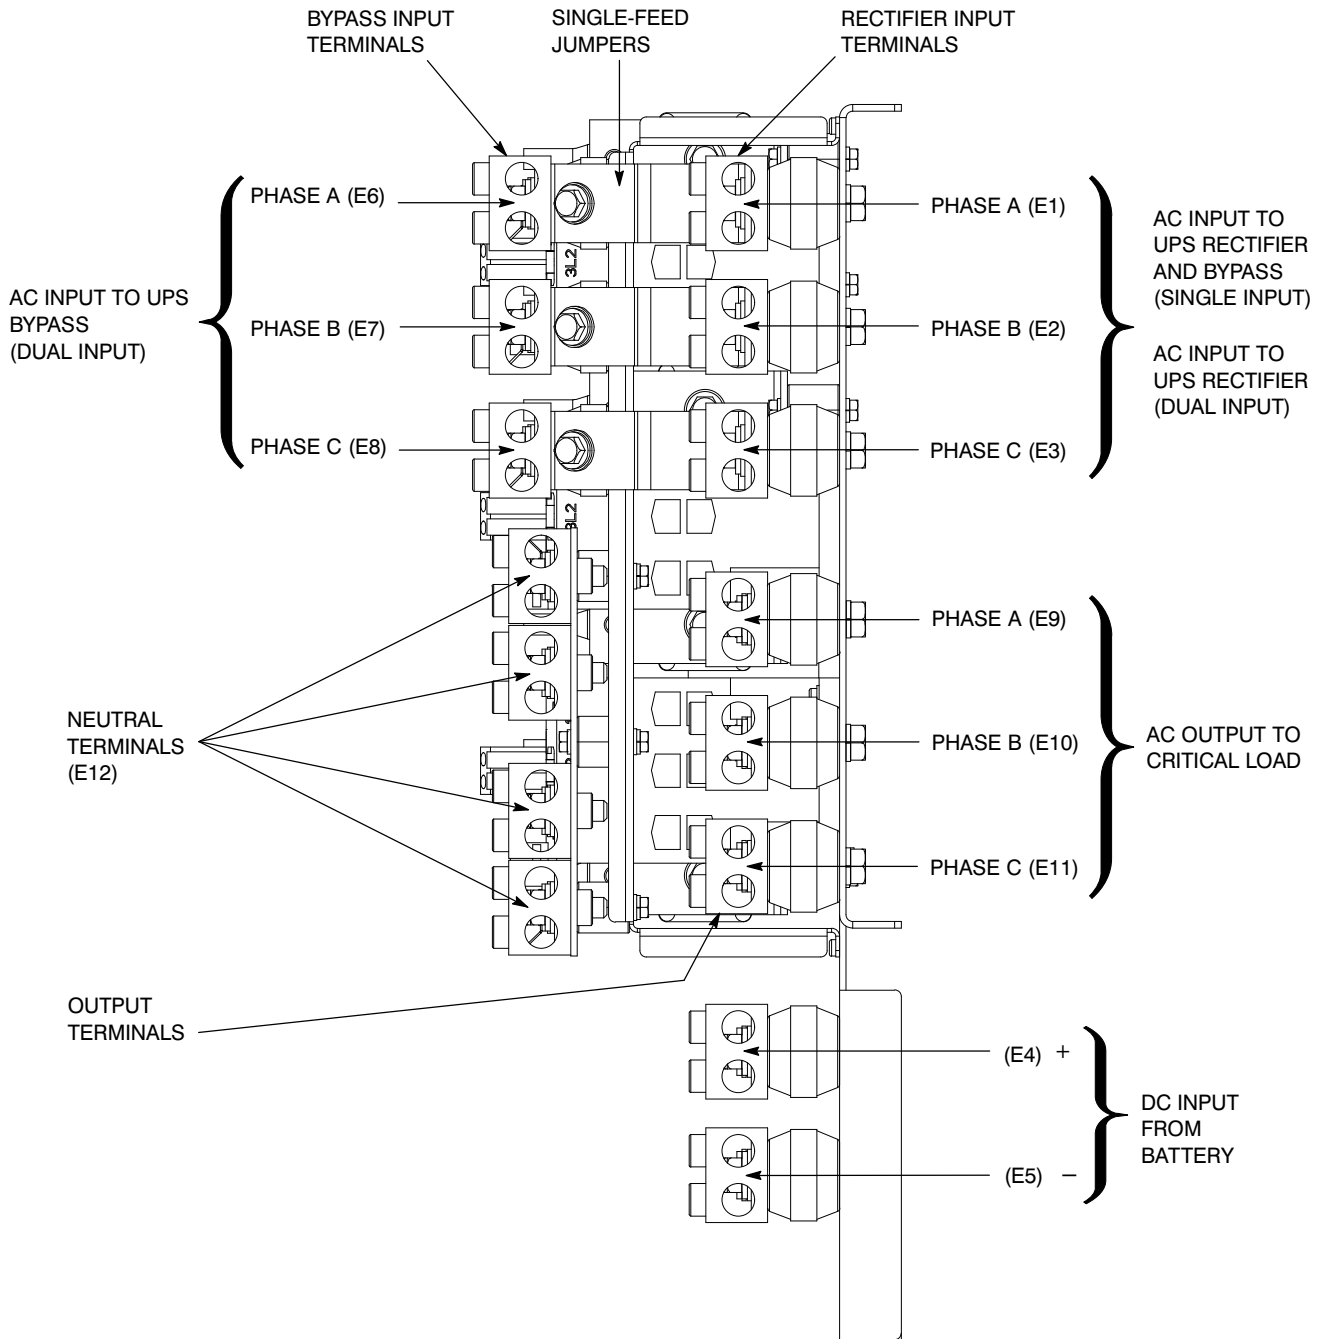 BYPASS INPUT
TERMINALS
SINGLE-FEED
JUMPERS
RECTIFIER INPUT
TERMINALS
PHASE A (E6)
PHASE B (E7)
PHASE C (E8)
AC INPUT TO UPS
BYPASS
(DUAL INPUT)
3L2
3L2
PHASE A (E1)
PHASE B (E2)
PHASE C (E3)
AC INPUT TO
UPS RECTIFIER
AND BYPASS
(SINGLE INPUT)
AC INPUT TO
UPS RECTIFIER
(DUAL INPUT)
NEUTRAL
TERMINALS
(E12)
PHASE A (E9)
PHASE B (E10)
PHASE C (E11)
AC OUTPUT TO
CRITICAL LOAD
OUTPUT
TERMINALS
(E4) +
(E5) −
DC INPUT
FROM
BATTERY